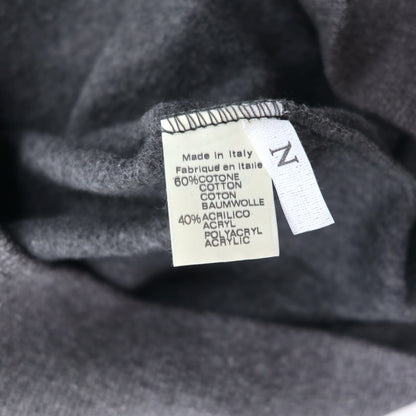 Made in Italy
Fabriqué en Italie
60%COTONE
COTTON
COTON
BAUMWOLLE
40%ACRILICO
ACRYL
POLYACRYL
ACRYLIC
N